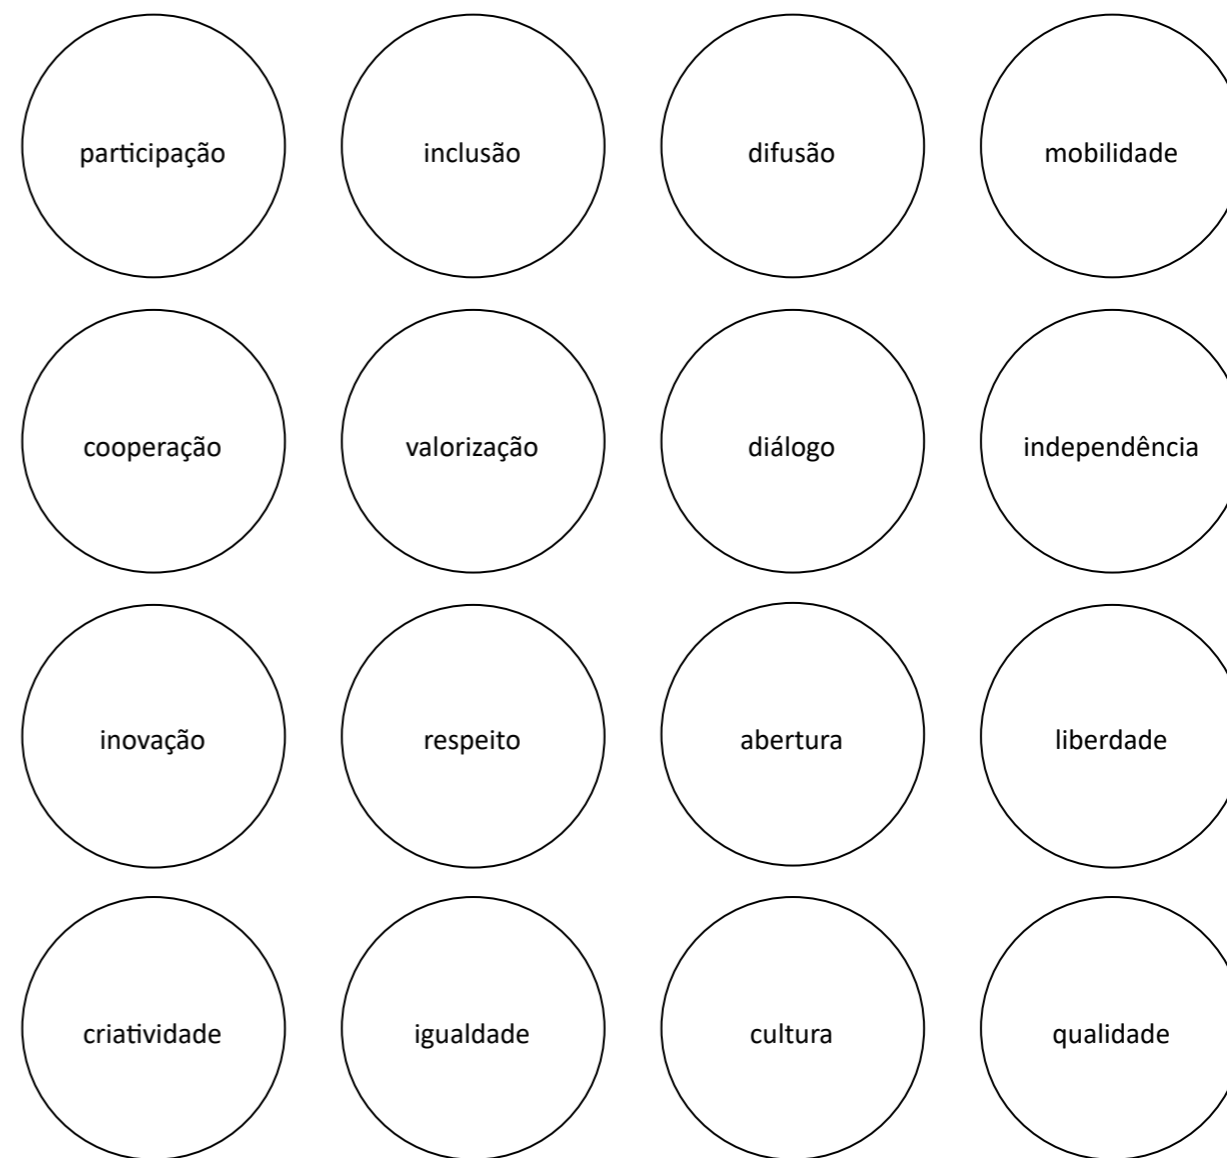 participação inclusão difusão mobilidade
cooperação valorização diálogo independência
inovação respeito abertura liberdade
criatividade igualdade cultura qualidade